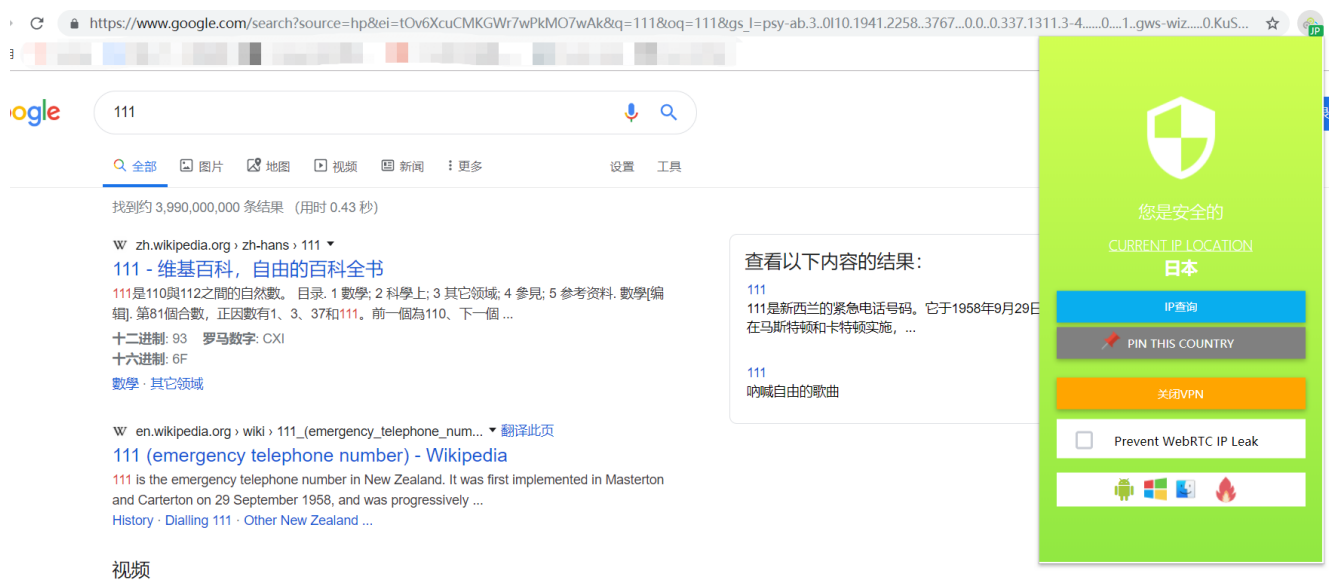 https://www.google.com/search?source=hp&ei=tOv6XcuCMKGWr7wPkMO7wAk&q=111&oq=111&gs_l=psy-ab.3..0l10.1941.2258..3767...0.0..0.337.1311.3-4......0....1..gws-wiz.....0.KuS...
JP
ogle
111
全部
图片
地图
视频
新闻
更多
设置
工具
找到约 3,990,000,000 条结果 （用时 0.43 秒）
W zh.wikipedia.org › zh-hans › 111
111 - 维基百科，自由的百科全书
111是110與112之間的自然數。 目录. 1 數學; 2 科學上; 3 其它领域; 4 參見; 5 参考资料. 數學[编
辑]. 第81個合數，正因數有1、3、37和111。前一個為110、下一個 ...
十二进制: 93 罗马数字: CXI
十六进制: 6F
數學 · 其它领域
W en.wikipedia.org › wiki › 111_(emergency_telephone_num... 翻译此页
111 (emergency telephone number) - Wikipedia
111 is the emergency telephone number in New Zealand. It was first implemented in Masterton
and Carterton on 29 September 1958, and was progressively ...
History · Dialling 111 · Other New Zealand ...
视频
查看以下内容的结果：
111
111是新西兰的紧急电话号码。它于1958年9月29日
在马斯特顿和卡特顿实施，...
111
呐喊自由的歌曲
您是安全的
CURRENT IP LOCATION
日本
IP查询
PIN THIS COUNTRY
关闭VPN
Prevent WebRTC IP Leak